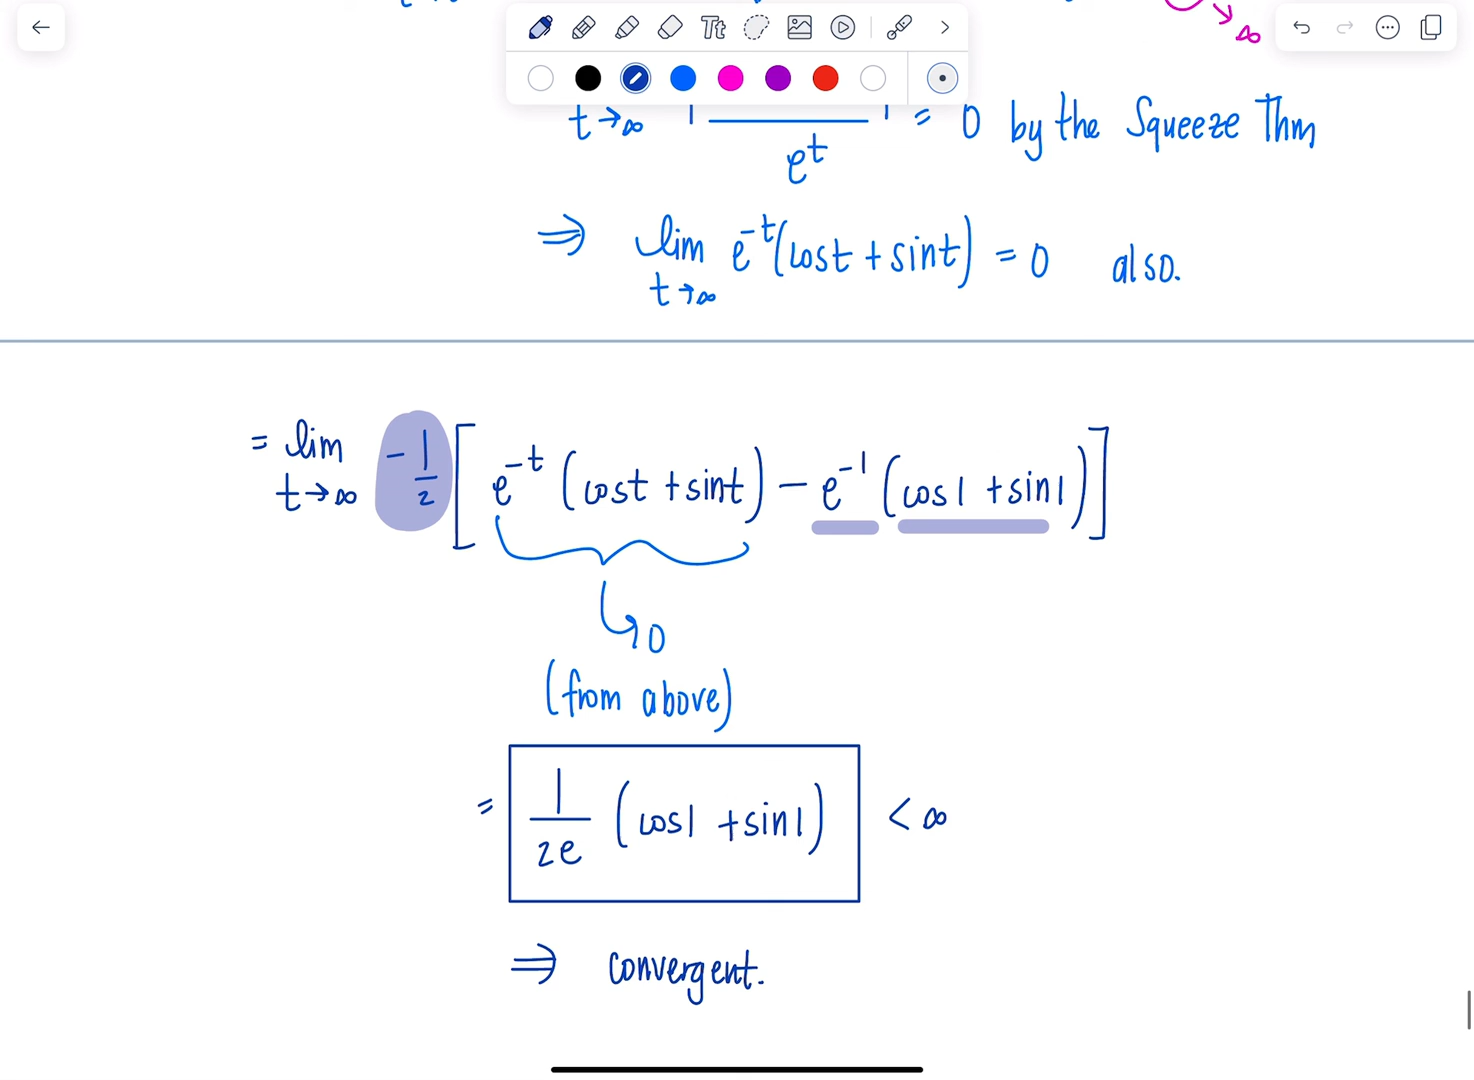 Tt
→ ∞
t→∞ | ——— | = 0 by the Squeeze Thm
e^t
⇒ lim e^-t(cost + sint) = 0 also.
t→∞
= lim -1/2 [ e^-t (cost + sint) - e^-1 (cos1 + sin1) ]
t→∞
↳ 0
(from above)
= 1/2e (cos1 + sin1) < ∞
⇒ convergent.